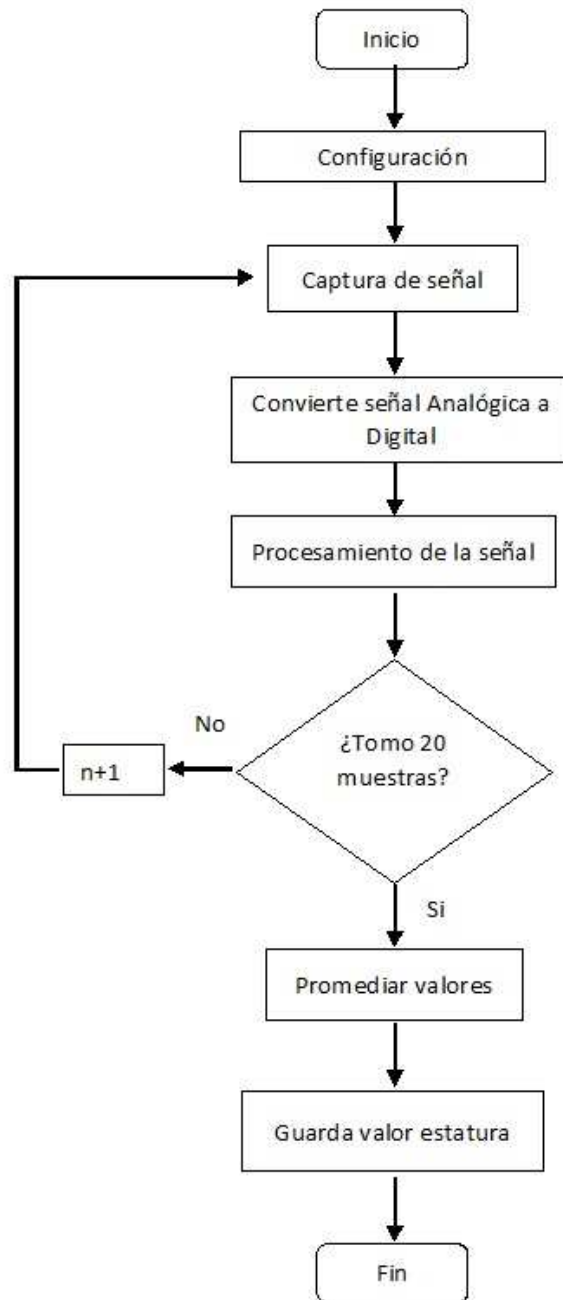 Inicio
Configuración
Captura de señal
Convierte señal Analógica a
Digital
Procesamiento de la señal
No
¿Tomo 20
muestras?
n+1
Si
Promediar valores
Guarda valor estatura
Fin